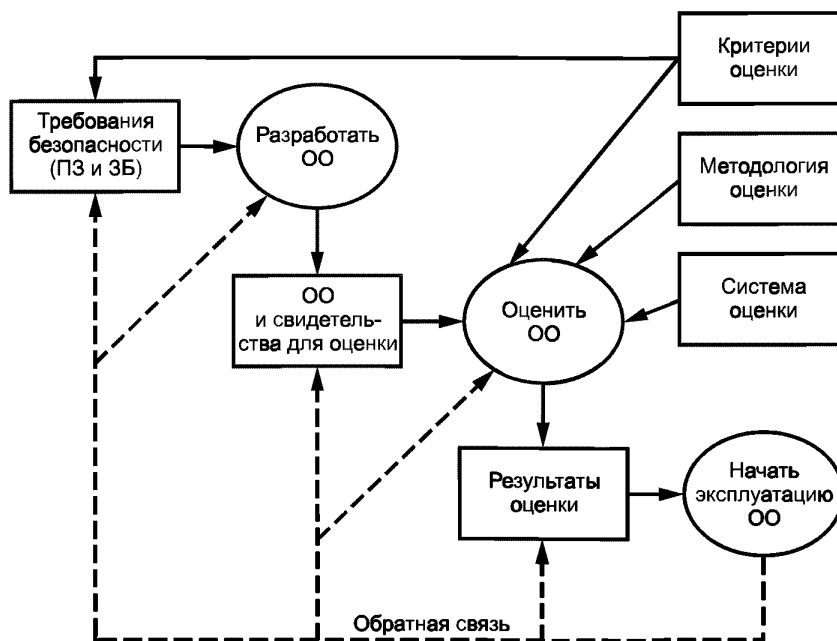 Критерии
оценки
Требования
безопасности
(ПЗ и ЗБ)
Разработать
ОО
Методология
оценки
ОО
и свидетель-
ства для оценки
Оценить
ОО
Система
оценки
Результаты
оценки
Начать
эксплуатацию
ОО
Обратная связь